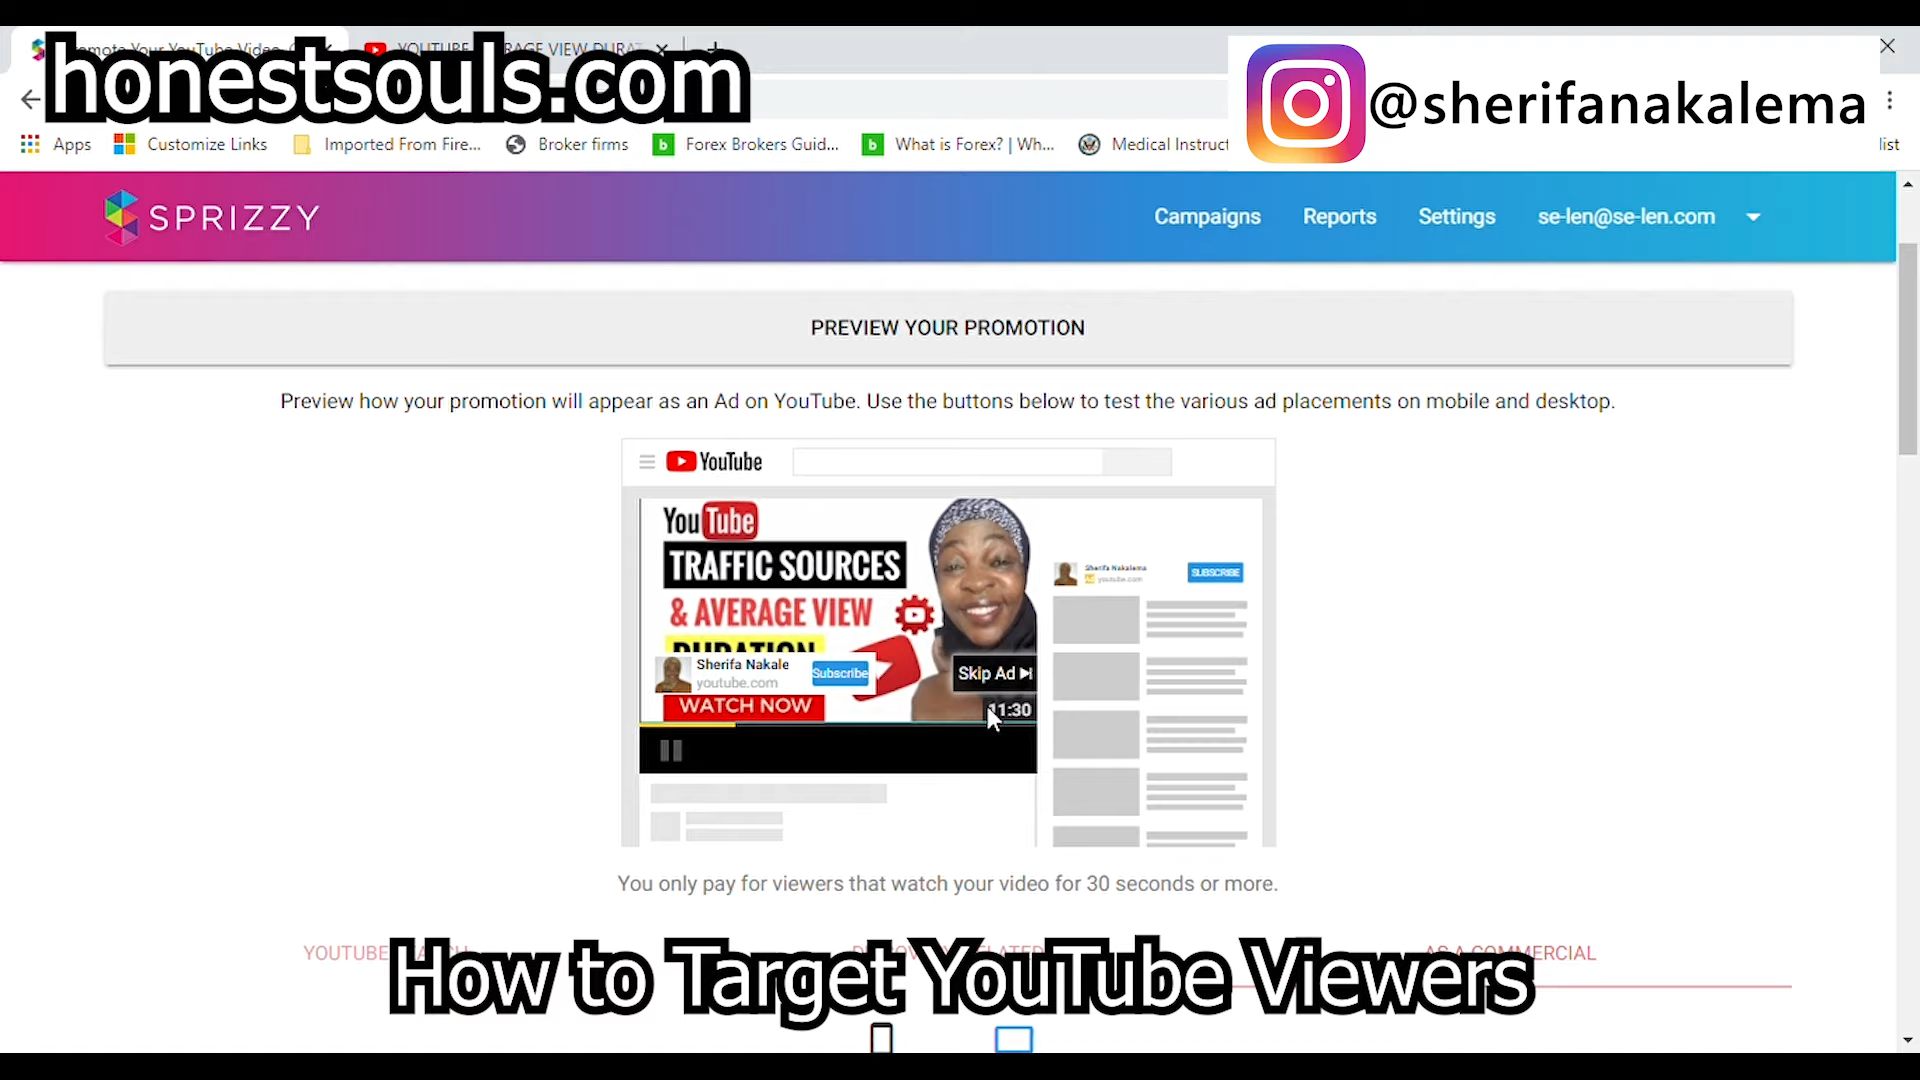 honestsouls.com
@sherifanakalema
Apps
Customize Links
Imported From Fire...
Broker firms
Forex Brokers Guid...
What is Forex? | Wh...
Medical Instruct
list
SPRIZZY
Campaigns
Reports
Settings
se-len@se-len.com
PREVIEW YOUR PROMOTION
Preview how your promotion will appear as an Ad on YouTube. Use the buttons below to test the various ad placements on mobile and desktop.
YouTube
YouTube
TRAFFIC SOURCES
& AVERAGE VIEW
DURATION
Sherifa Nakale
youtube.com
Subscribe
Skip Ad
WATCH NOW
11:30
Sherifa Nakalema
youtube.com
SUBSCRIBE
You only pay for viewers that watch your video for 30 seconds or more.
AS A COMMERCIAL
How to Target YouTube Viewers